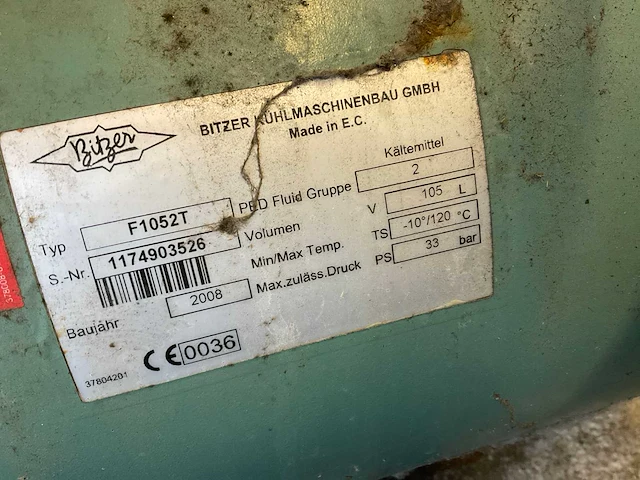 Bitzer
BITZER KÜHLMASCHINENBAU GMBH
Made in E.C.
Kältemittel
Typ F1052T PED Fluid Gruppe 2
S.-Nr. 1174903526 Volumen V 105 L
Min/Max Temp. TS -10°/120 °C
Baujahr 2008 Max.zuläss.Druck PS 33 bar
CE 0036
37804201